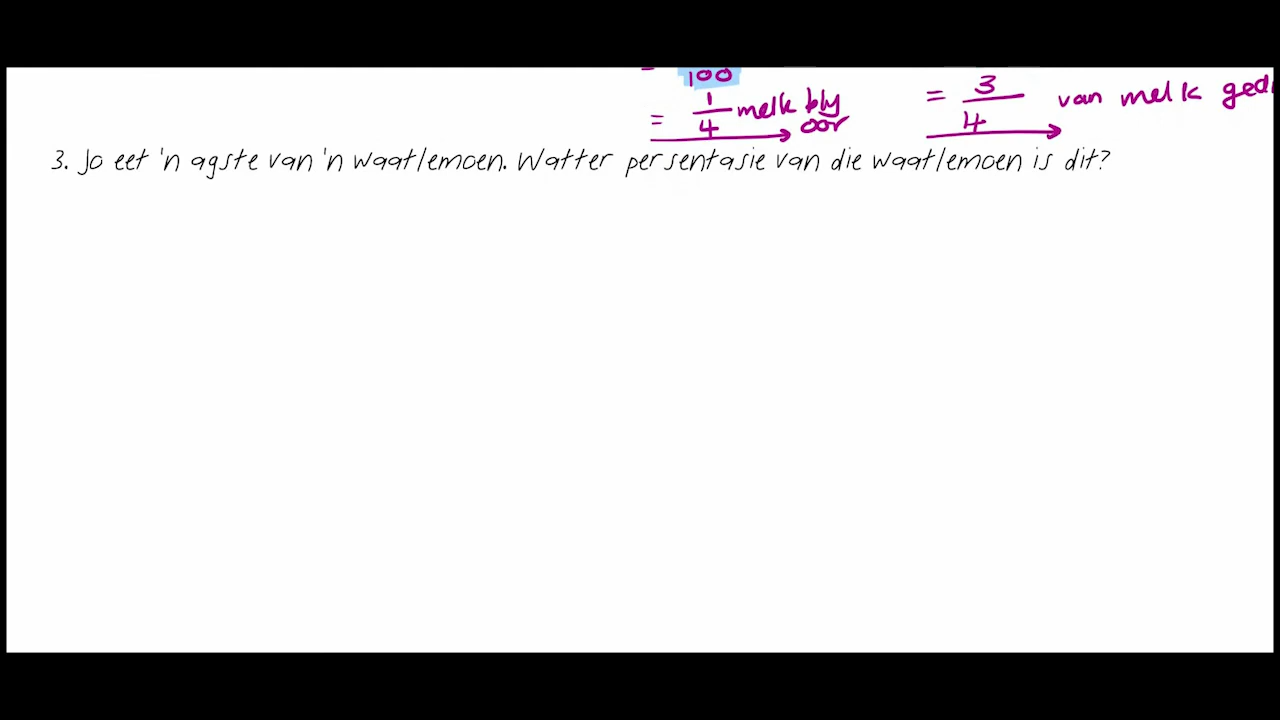 = 100
= 1/4 melk bly oor
= 3/4 van melk
3. Jo eet 'n agste van 'n waatlemoen. Watter persentasie van die waatlemoen is dit?